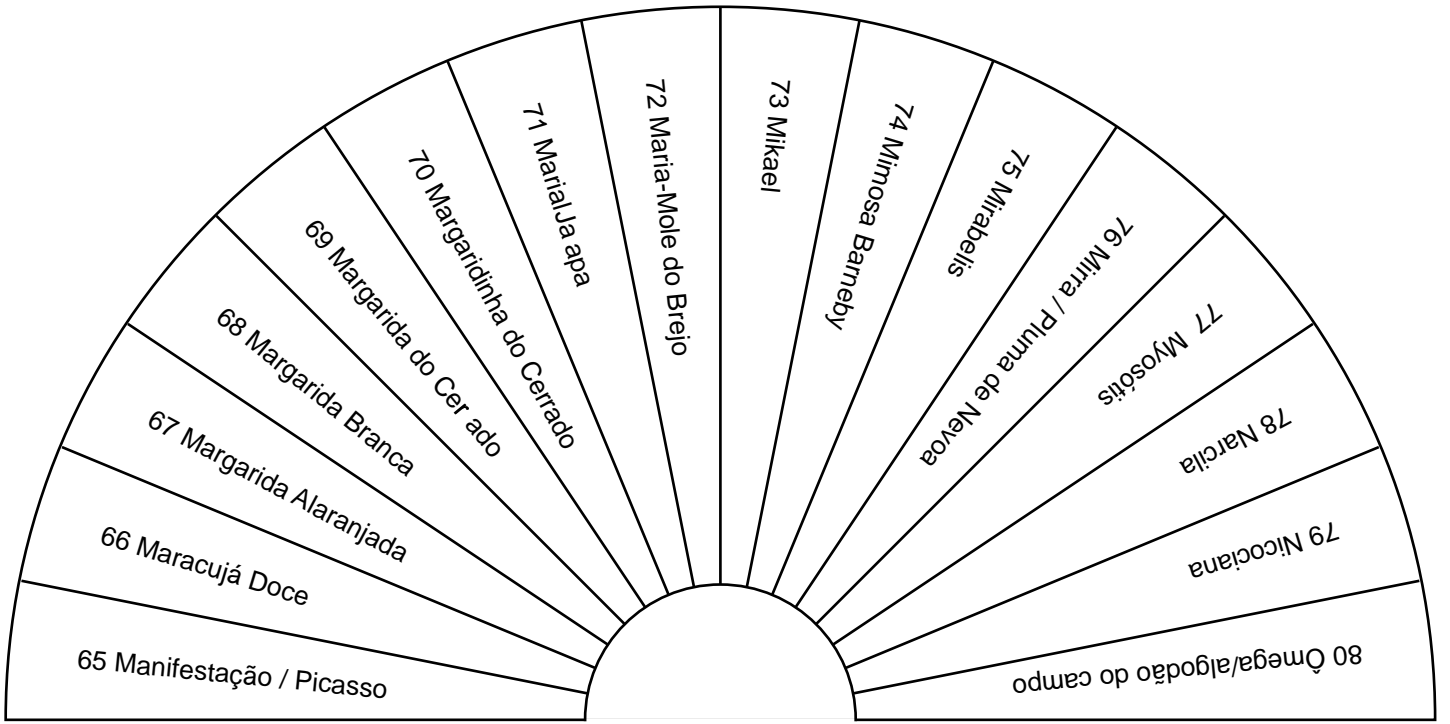 65 Manifestação / Picasso
66 Maracujá Doce
67 Margarida Alaranjada
68 Margarida Branca
69 Margarida do Cer ado
70 Margaridinha do Cerrado
71 MarialJa apa
72 Maria-Mole do Brejo
73 Mikael
74 Mimosa Barneby
75 Mirabelis
76 Mirra / Pluma de Nevoa
77 Myosótis
78 Narcila
79 Nicociana
80 Ômega/algodão do campo